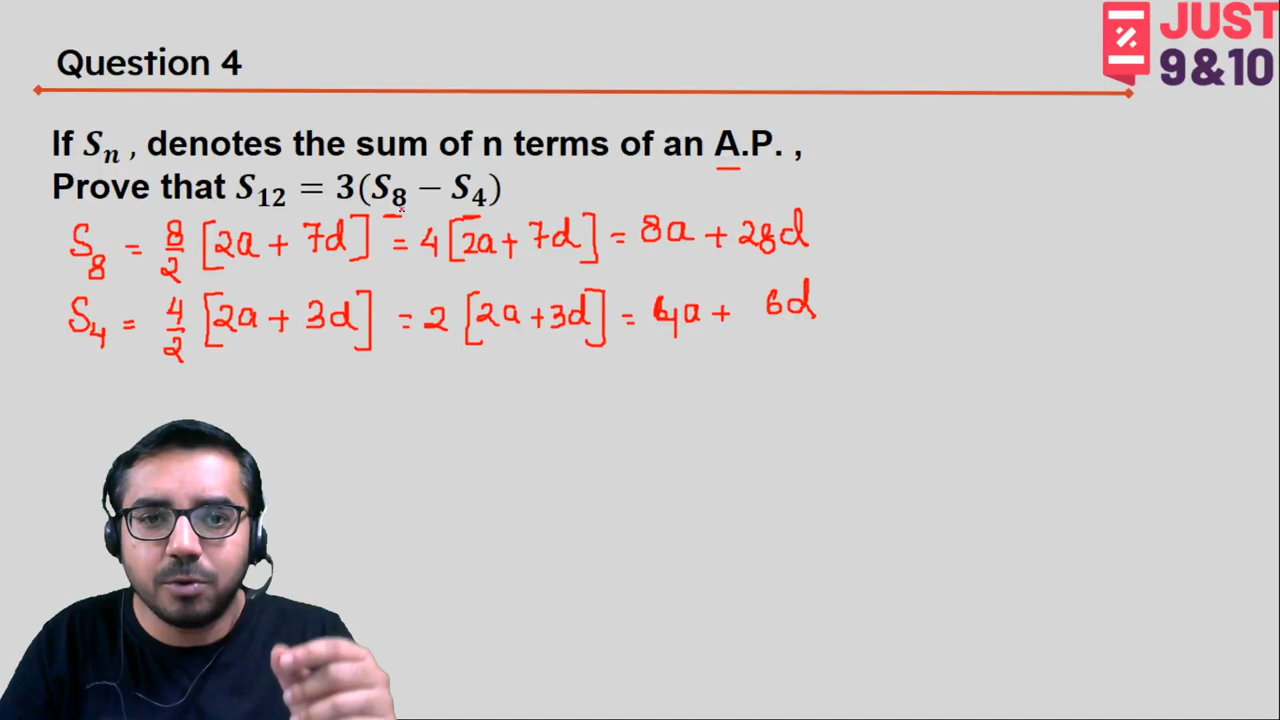 Question 4
JUST
9&10
If Sₙ , denotes the sum of n terms of an A.P. ,
Prove that S₁₂ = 3(S₈ − S₄)
S₈ = 8/2 [2a + 7d] = 4[2a + 7d] = 8a + 28d
S₄ = 4/2 [2a + 3d] = 2[2a + 3d] = 4a + 6d